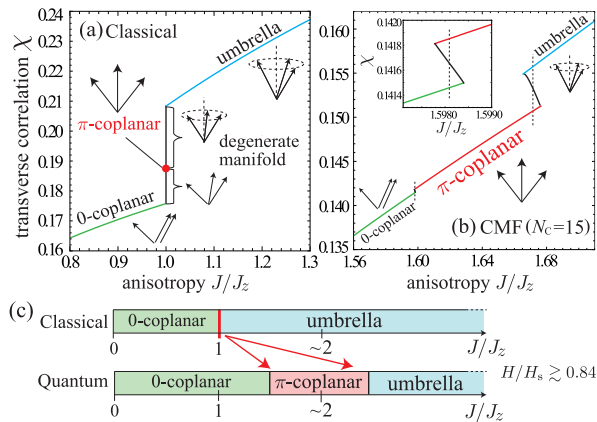 (a) Classical
transverse correlation χ
0.24
0.23
0.22
0.21
0.20
0.19
0.18
0.17
0.16
umbrella
π-coplanar
degenerate
manifold
0-coplanar
0.8 0.9 1.0 1.1 1.2 1.3
anisotropy J/Jz
0.160
0.155
0.151
0.145
0.142
0.135
χ
0.1420
0.1418
0.1416
0.1414
1.5980 1.5990
J/Jz
umbrella
π-coplanar
0-coplanar
(b) CMF (NC=15)
1.56 1.60 1.64 1.68
anisotropy J/Jz
(c)
Classical 0-coplanar umbrella
0 1 ~2 J/Jz
Quantum 0-coplanar π-coplanar umbrella H/Hs ≳ 0.84
0 1 ~2 J/Jz